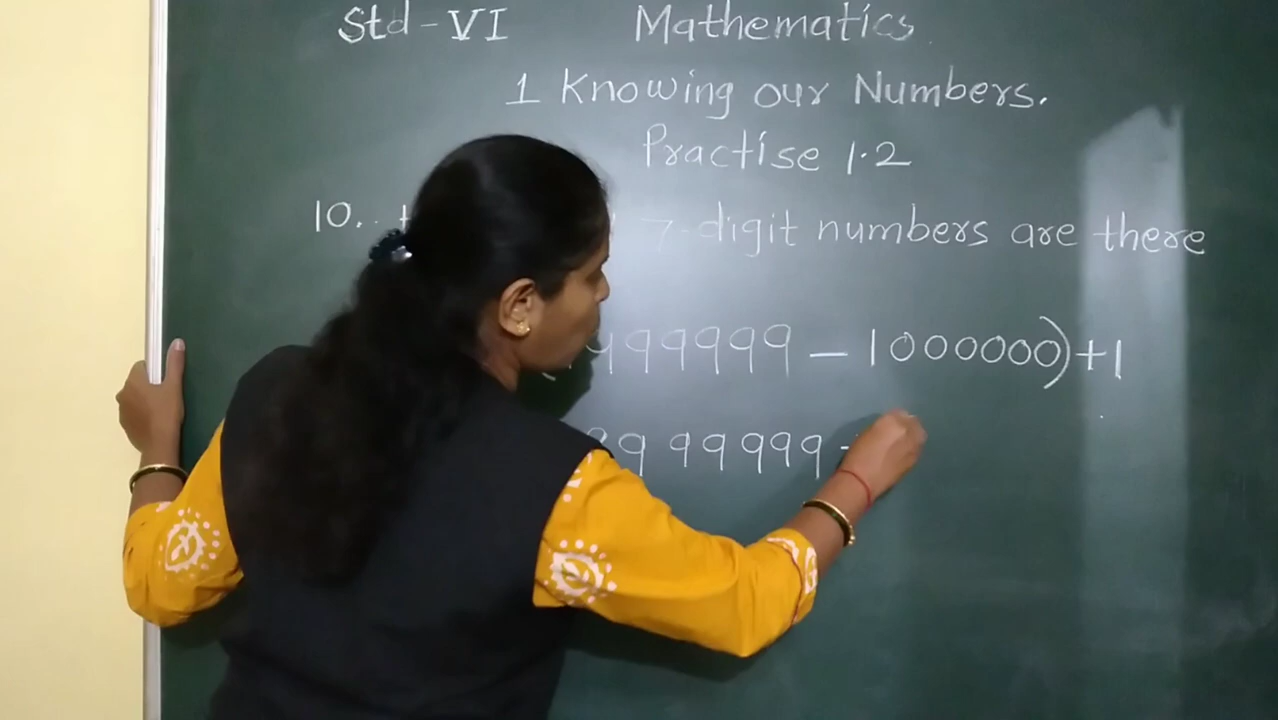 Std - VI Mathematics.
1 Knowing our Numbers.
Practise 1.2
10. 7-digit numbers are there
999999 - 1000000) + 1
8999999